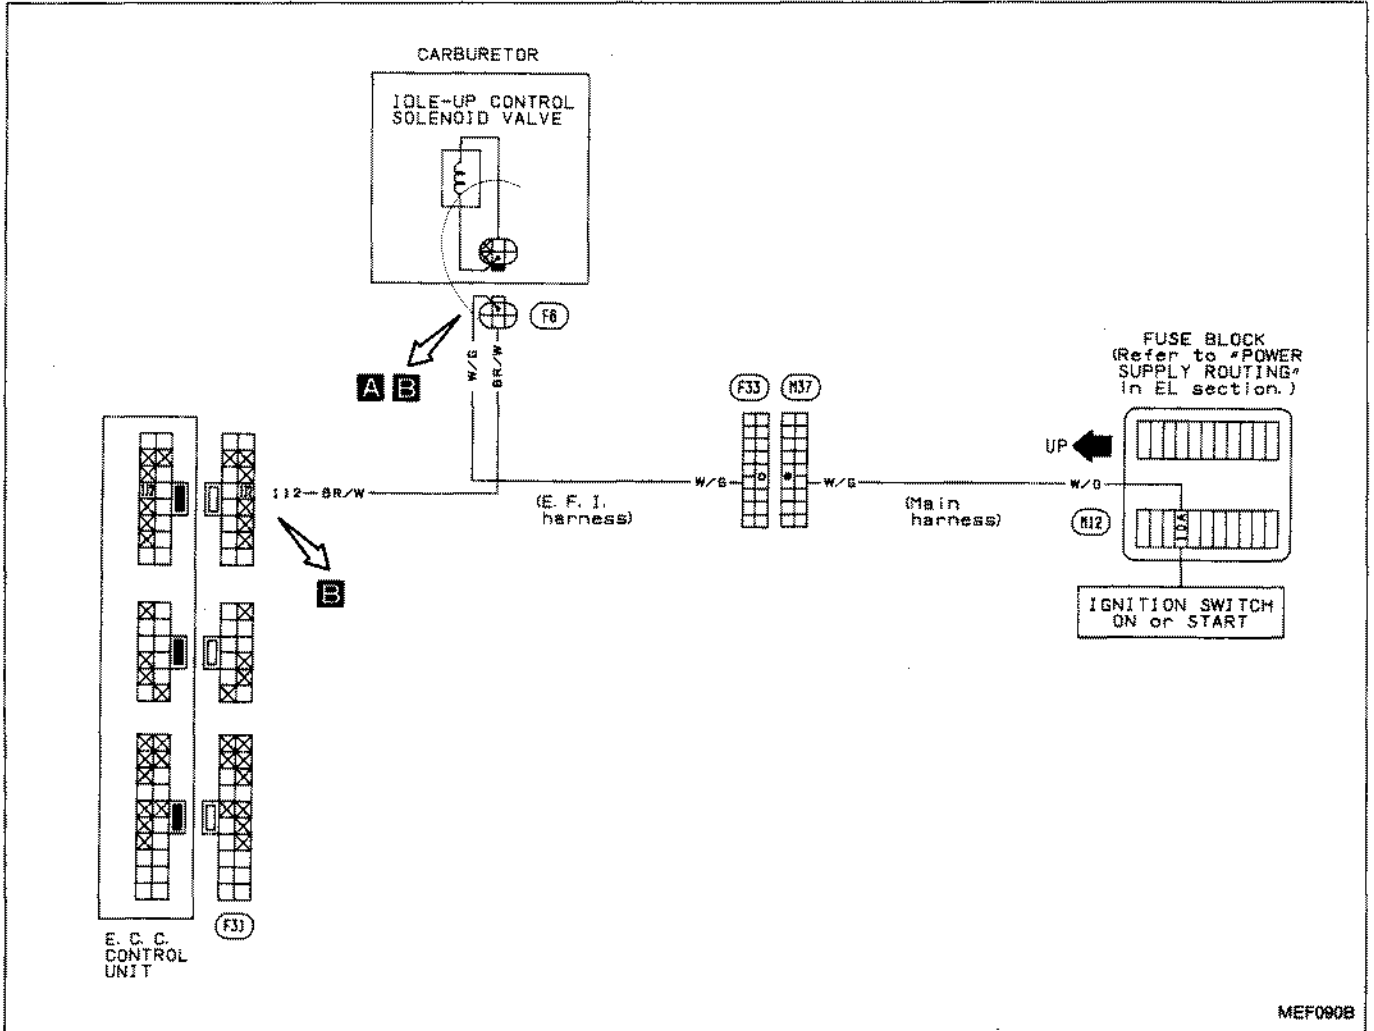 CARBURETOR
IDLE-UP CONTROL
SOLENOID VALVE
F6
W/G
BR/W
A B
F33
M37
FUSE BLOCK
(Refer to "POWER
SUPPLY ROUTING"
in EL section.)
UP
112
BR/W
W/G
W/G
W/G
(E. F. I.
harness)
(Main
harness)
M12
10A
B
IGNITION SWITCH
ON or START
F31
E. C. C.
CONTROL
UNIT
MEF090B